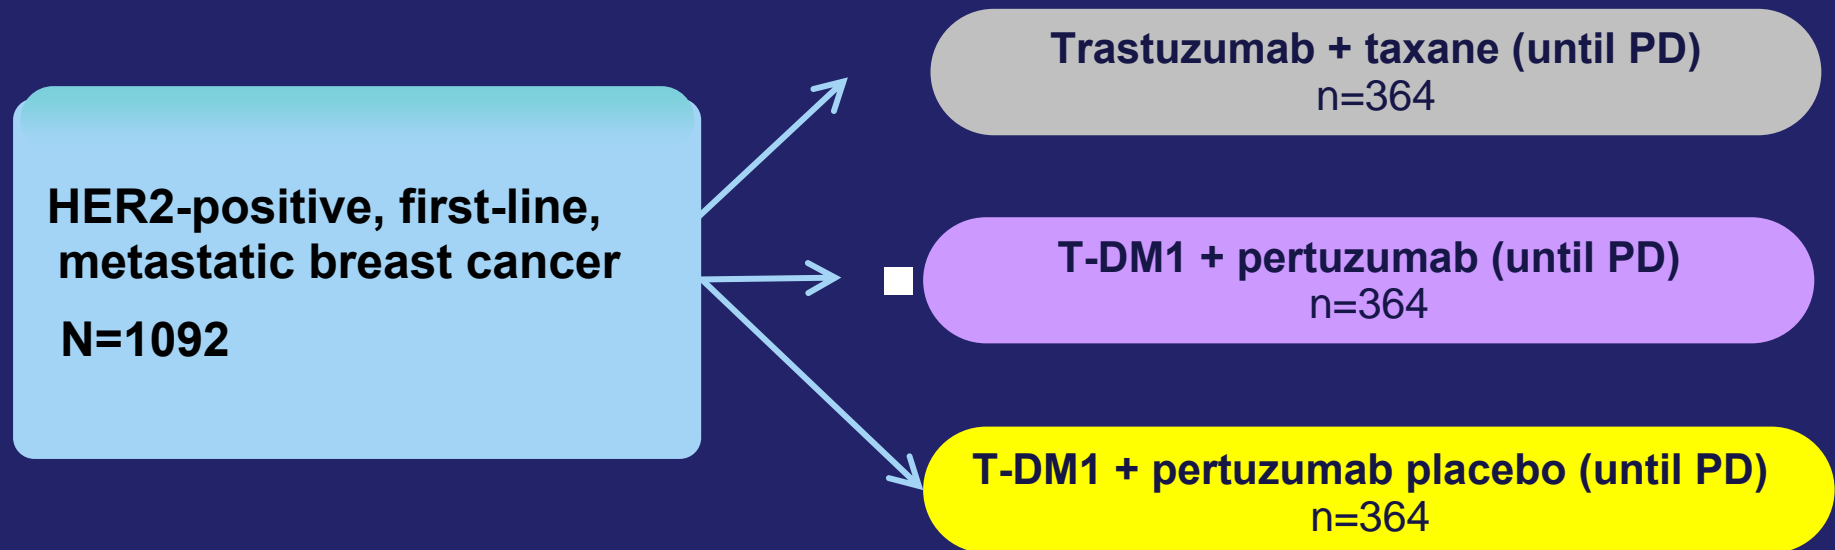 HER2-positive, first-line,
metastatic breast cancer
N=1092
Trastuzumab + taxane (until PD)
n=364
T-DM1 + pertuzumab (until PD)
n=364
T-DM1 + pertuzumab placebo (until PD)
n=364